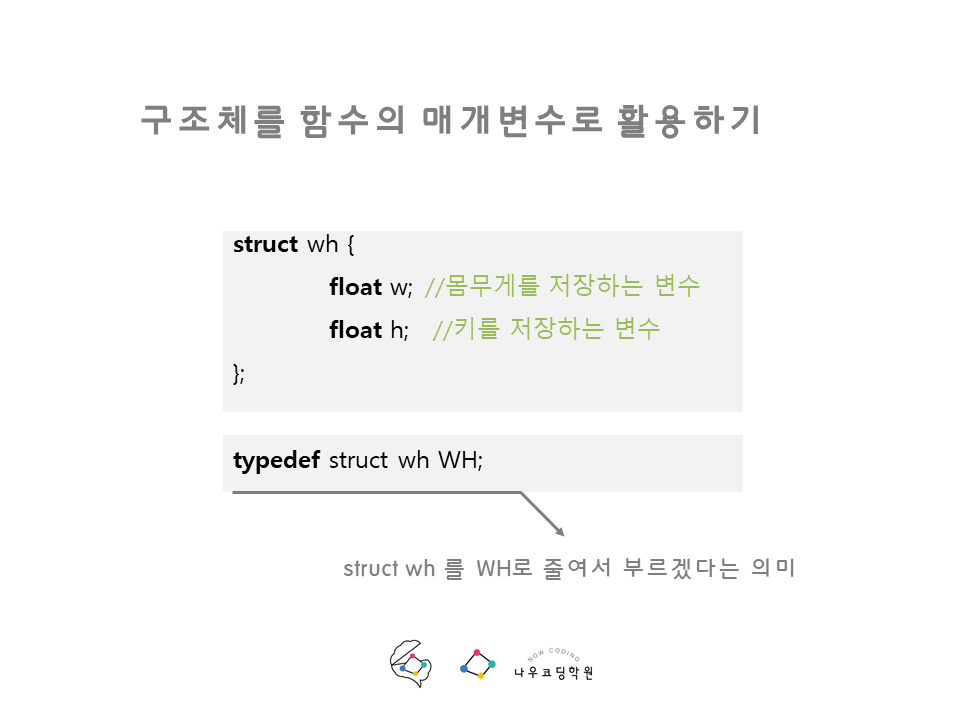 구조체를 함수의 매개변수로 활용하기
struct wh {
float w; //몸무게를 저장하는 변수
float h; //키를 저장하는 변수
};
typedef struct wh WH;
struct wh 를 WH로 줄여서 부르겠다는 의미
NOW CODING
나우코딩학원